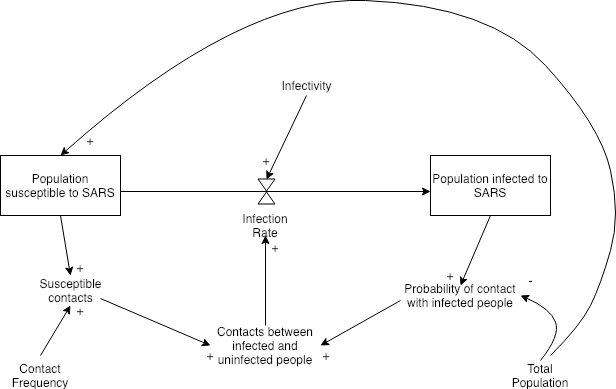 Infectivity
+
+
Population
susceptible to SARS
Population infected to
SARS
Infection
Rate
+
+
Susceptible
contacts
+
+
Probability of contact
with infected people
-
Contacts between
infected and
uninfected people
+
+
Contact
Frequency
Total
Population